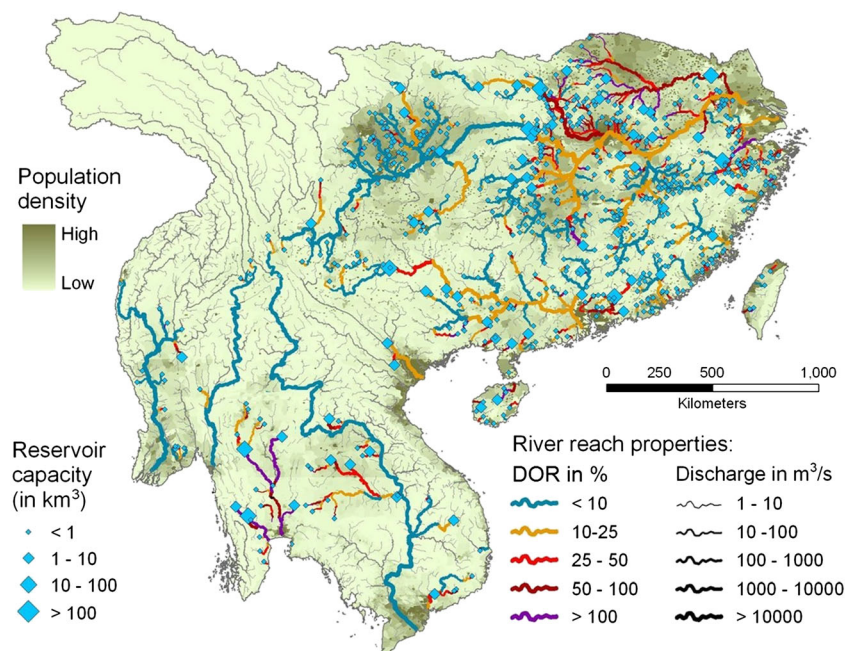 Population
density
High
Low
0 250 500 1,000
Kilometers
Reservoir
capacity
(in km³)
< 1
1 - 10
10 - 100
> 100
River reach properties:
DOR in %
< 10
10-25
25 - 50
50 - 100
> 100
Discharge in m³/s
1 - 10
10 -100
100 - 1000
1000 - 10000
> 10000